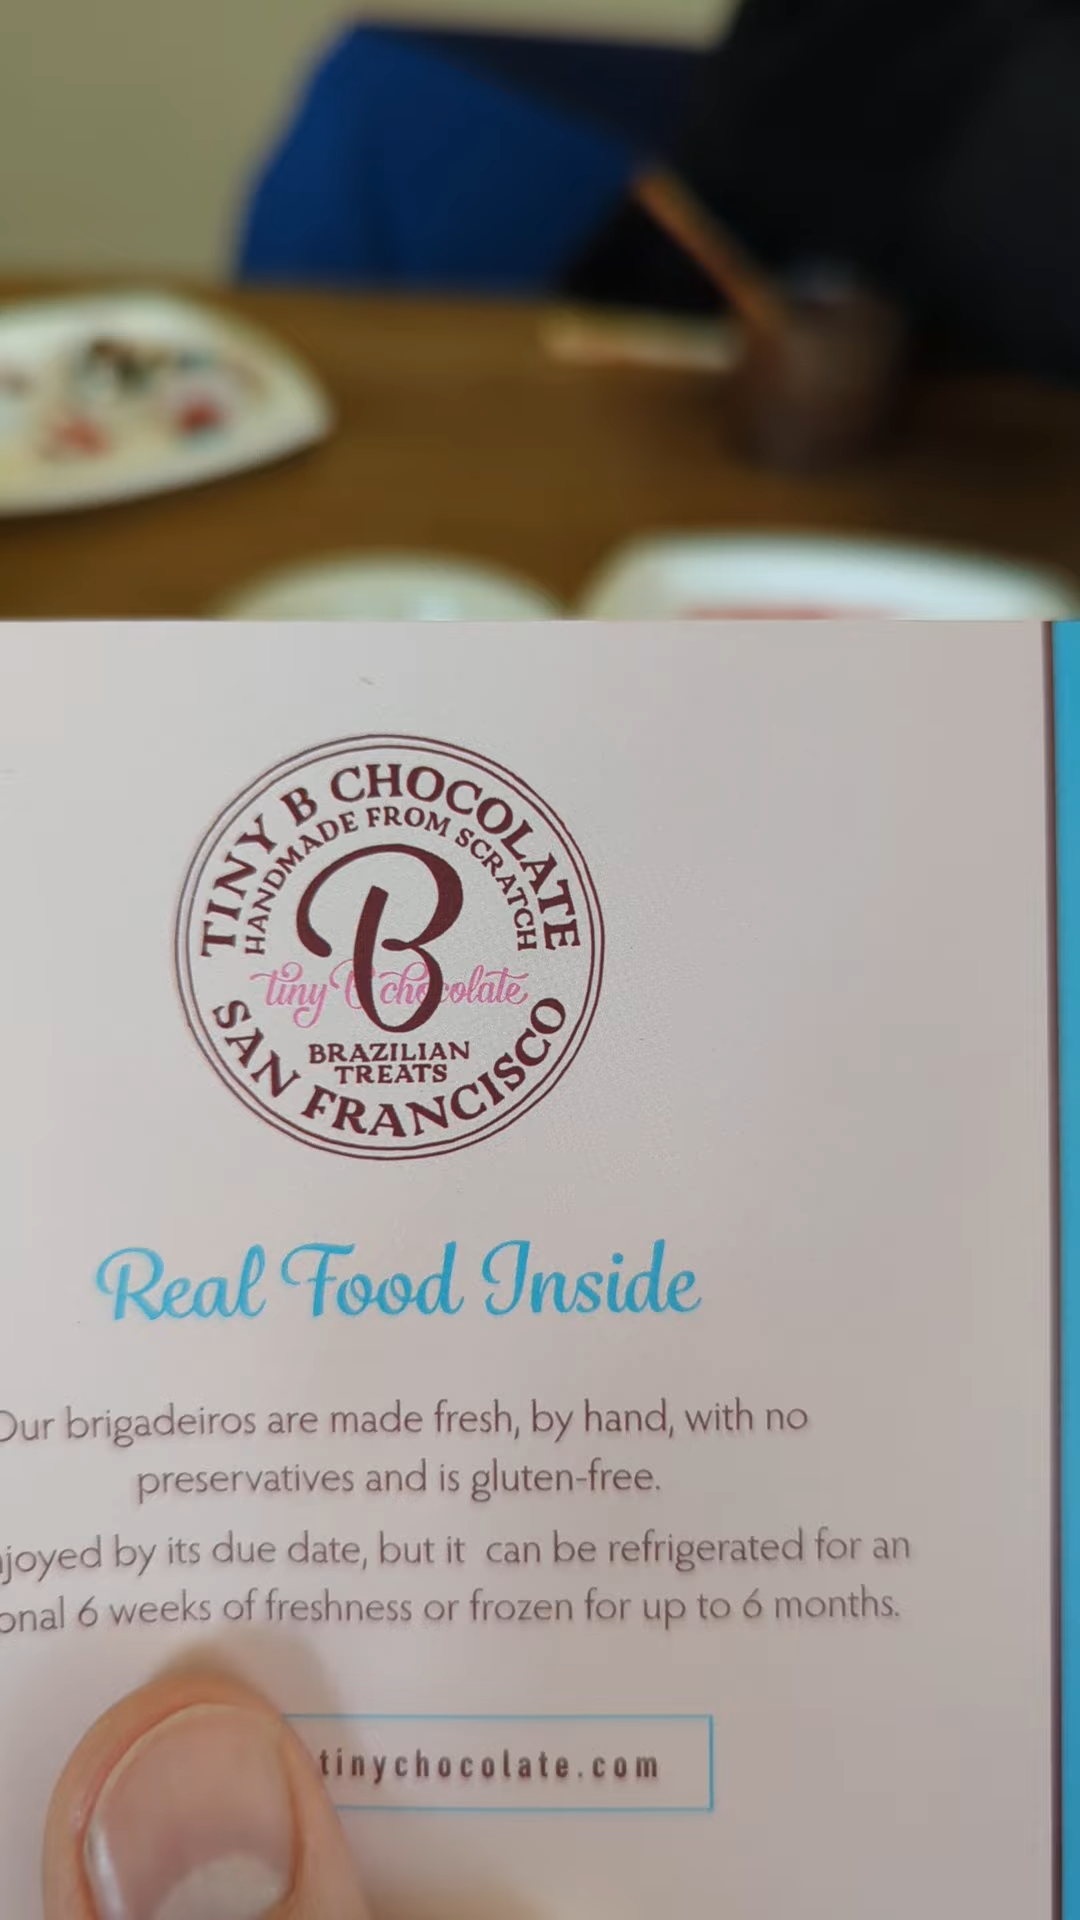 TINY B CHOCOLATE
HANDMADE FROM SCRATCH
B
tiny B chocolate
BRAZILIAN
TREATS
SAN FRANCISCO
Real Food Inside
Our brigadeiros are made fresh, by hand, with no
preservatives and is gluten-free.
by its due date, but it can be refrigerated for an
6 weeks of freshness or frozen for up to 6 months.
tinychocolate.com